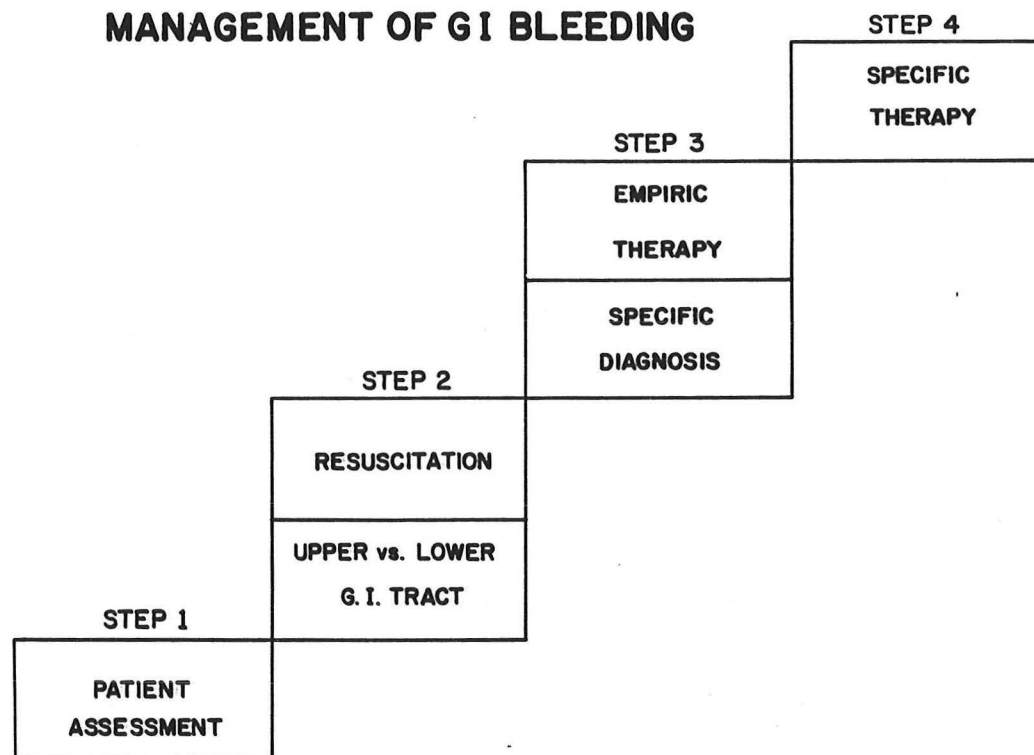 MANAGEMENT OF GI BLEEDING
STEP 4
SPECIFIC
THERAPY
STEP 3
EMPIRIC
THERAPY
SPECIFIC
DIAGNOSIS
STEP 2
RESUSCITATION
UPPER vs. LOWER
G. I. TRACT
STEP 1
PATIENT
ASSESSMENT